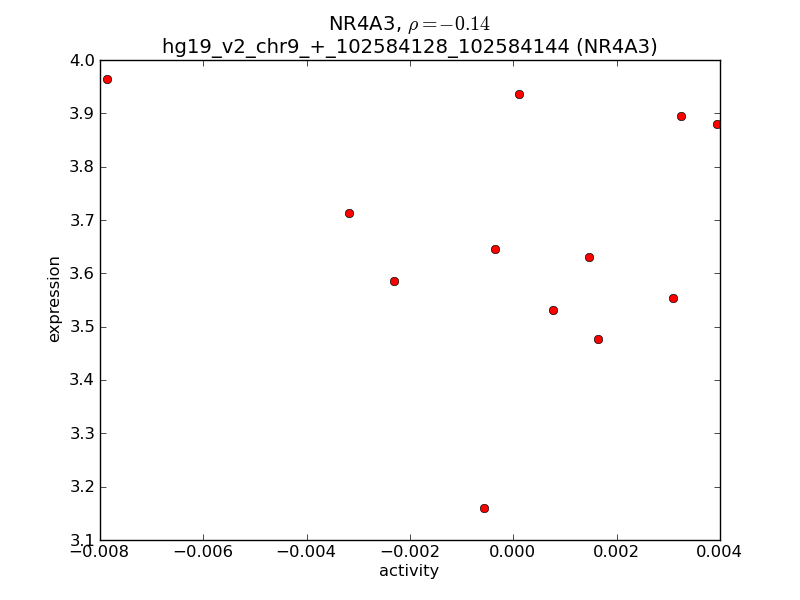 NR4A3, ρ = −0.14
hg19_v2_chr9_+_102584128_102584144 (NR4A3)
4.0
3.9
3.8
3.7
3.6
3.5
3.4
3.3
3.2
3.1
expression
−0.008 −0.006 −0.004 −0.002 0.000 0.002 0.004
activity